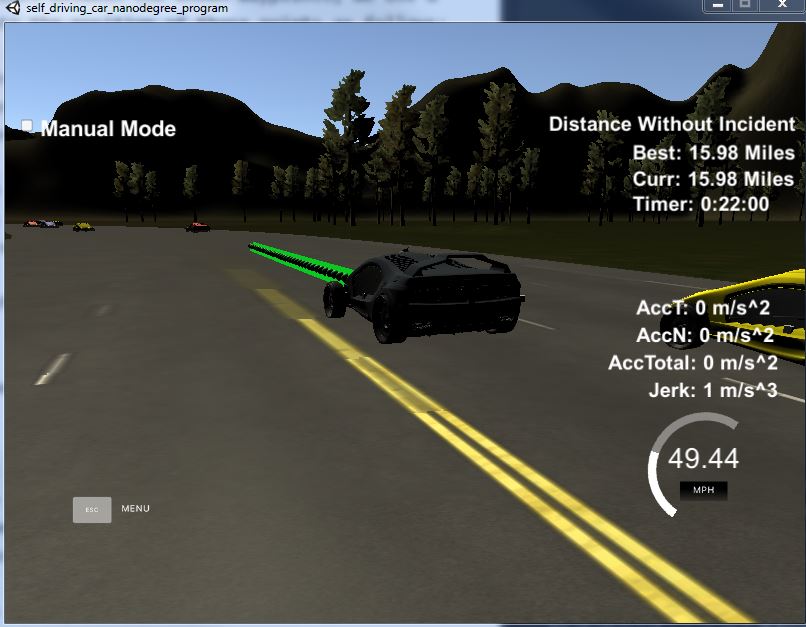 self_driving_car_nanodegree_program
Manual Mode
Distance Without Incident
Best: 15.98 Miles
Curr: 15.98 Miles
Timer: 0:22:00
AccT: 0 m/s^2
AccN: 0 m/s^2
AccTotal: 0 m/s^2
Jerk: 1 m/s^3
49.44
MPH
ESC MENU